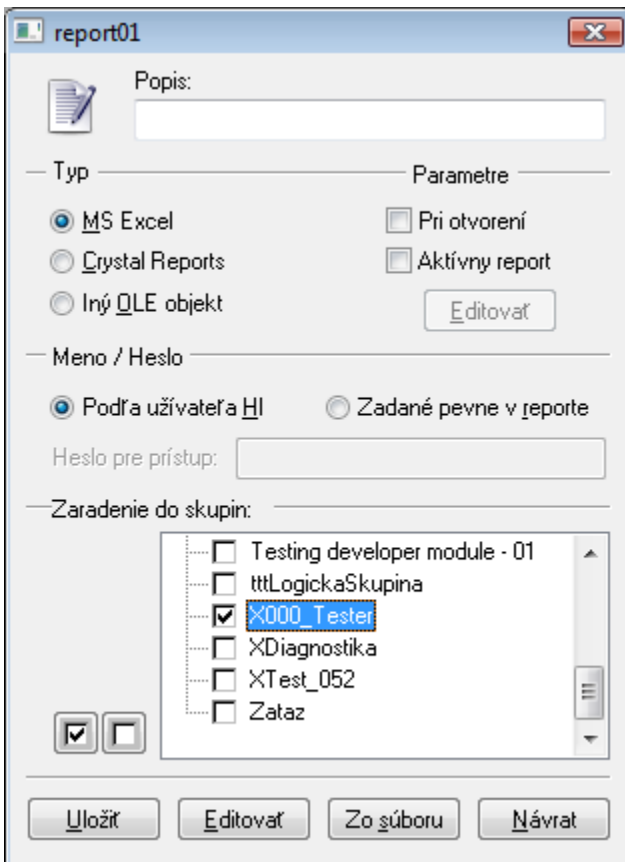 report01
Popis:
Typ
Parametre
MS Excel
Pri otvorení
Crystal Reports
Aktívny report
Iný OLE objekt
Editovať
Meno / Heslo
Podľa užívateľa HI
Zadané pevne v reporte
Heslo pre prístup:
Zaradenie do skupin:
Testing developer module - 01
tttLogickaSkupina
X000_Tester
XDiagnostika
XTest_052
Zataz
Uložiť
Editovať
Zo súboru
Návrat